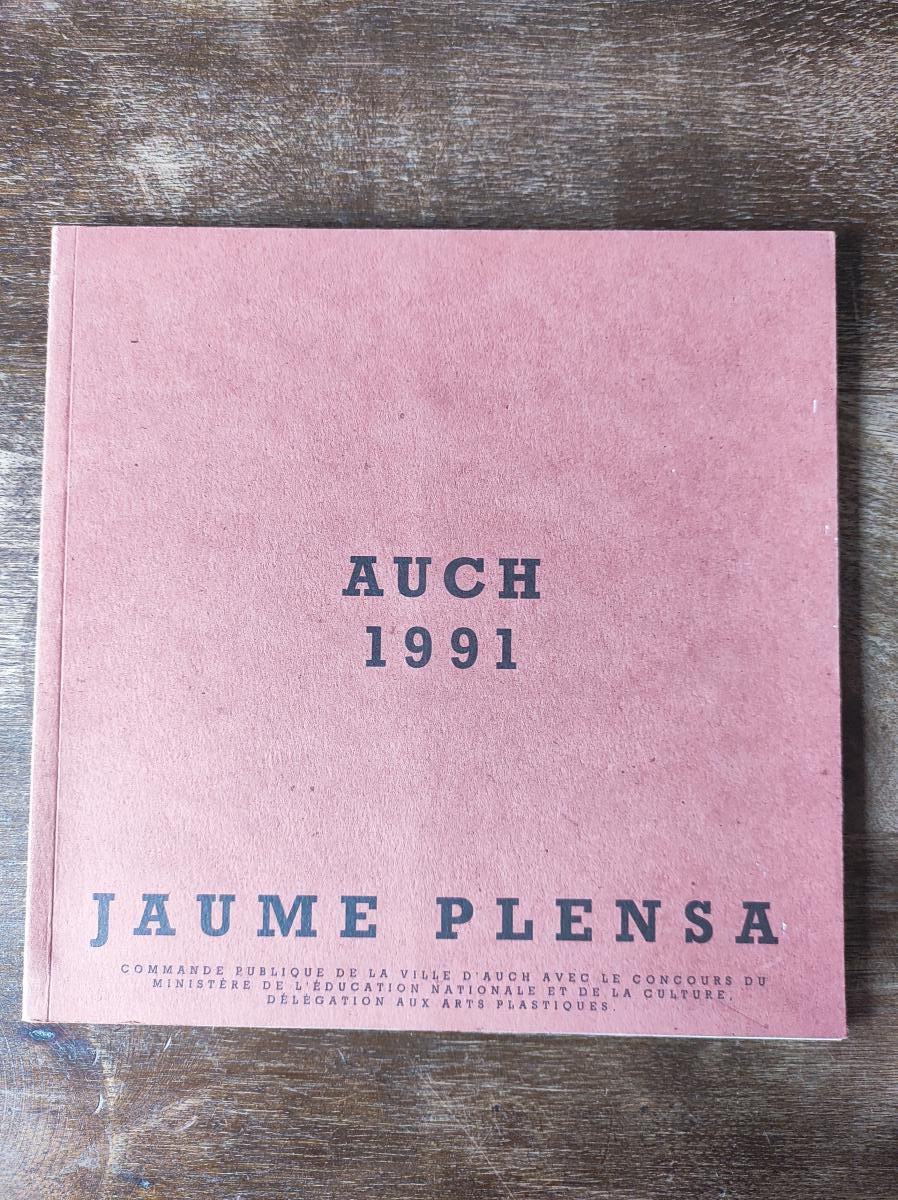 AUCH
1991
JAUME PLENSA
COMMANDE PUBLIQUE DE LA VILLE D'AUCH AVEC LE CONCOURS DU
MINISTÈRE DE L'ÉDUCATION NATIONALE ET DE LA CULTURE,
DÉLÉGATION AUX ARTS PLASTIQUES.